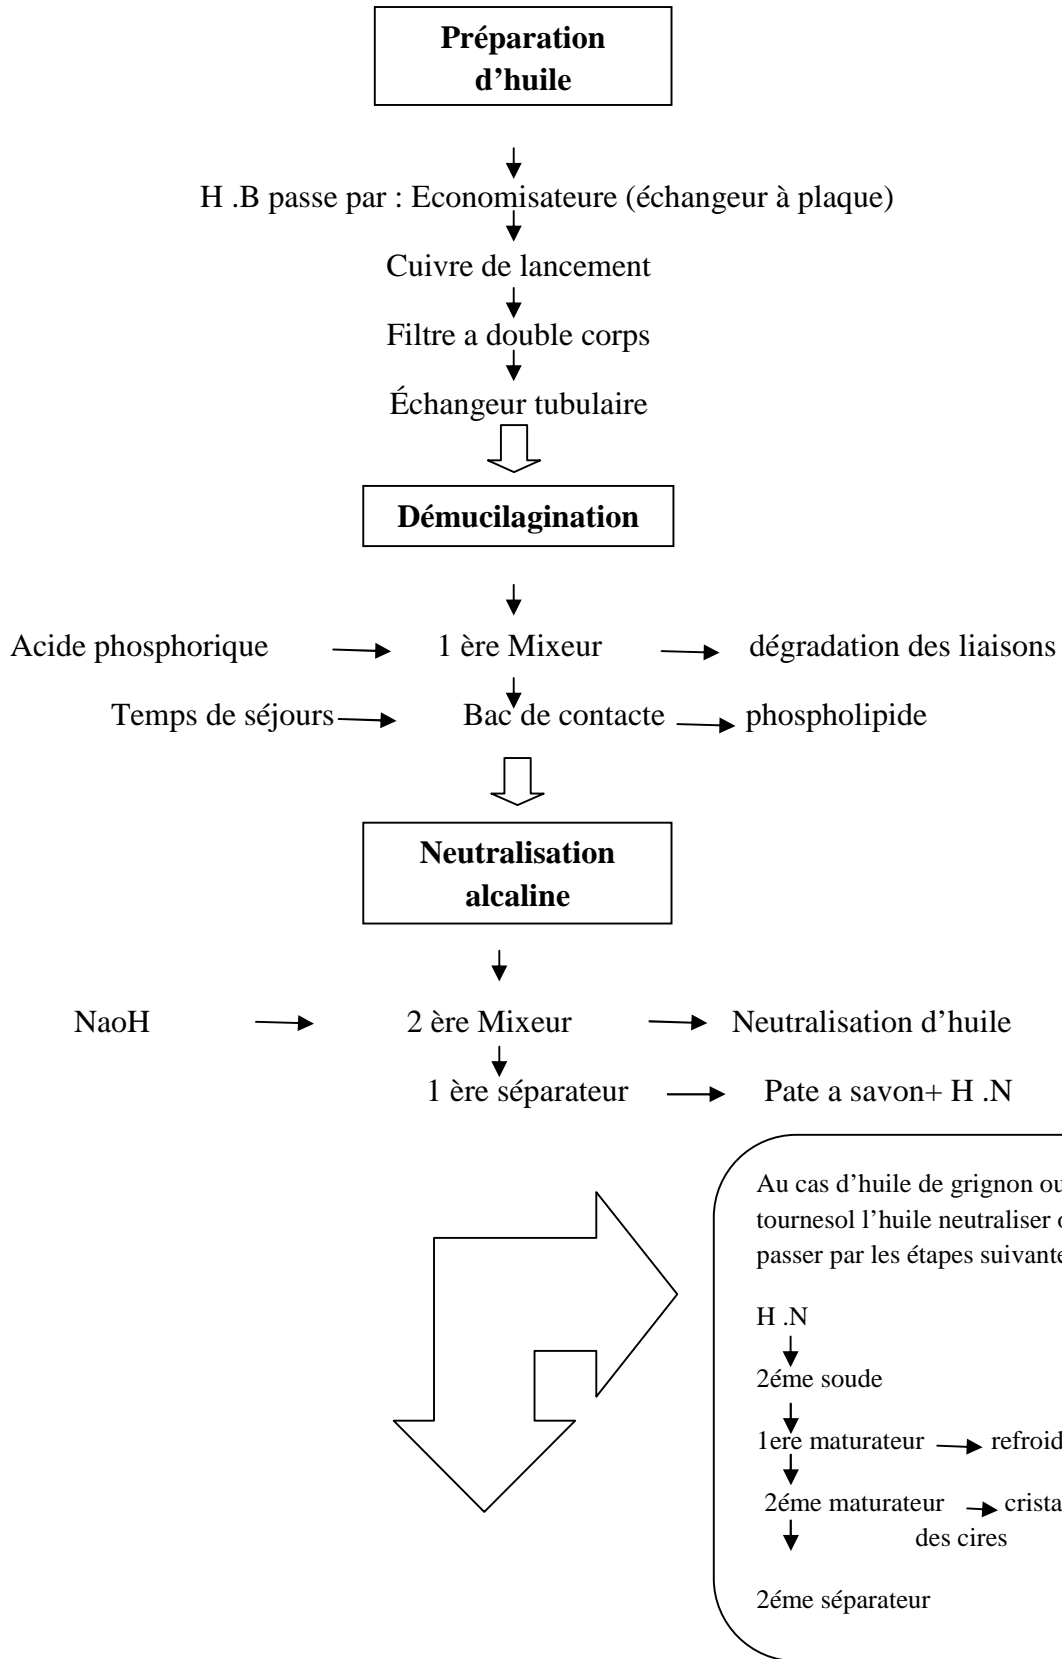 Préparation
d’huile
H .B passe par : Economisateure (échangeur à plaque)
Cuivre de lancement
Filtre a double corps
Échangeur tubulaire
Démucilagination
Acide phosphorique 1 ère Mixeur dégradation des liaisons
Temps de séjours Bac de contacte phospholipide
Neutralisation
alcaline
NaoH 2 ère Mixeur Neutralisation d’huile
1 ère séparateur Pate a savon+ H .N
Au cas d’huile de grignon ou
tournesol l’huile neutraliser
passer par les étapes
H .N
2éme soude
1ere maturateur
2éme maturateur
des cires
2éme séparateur